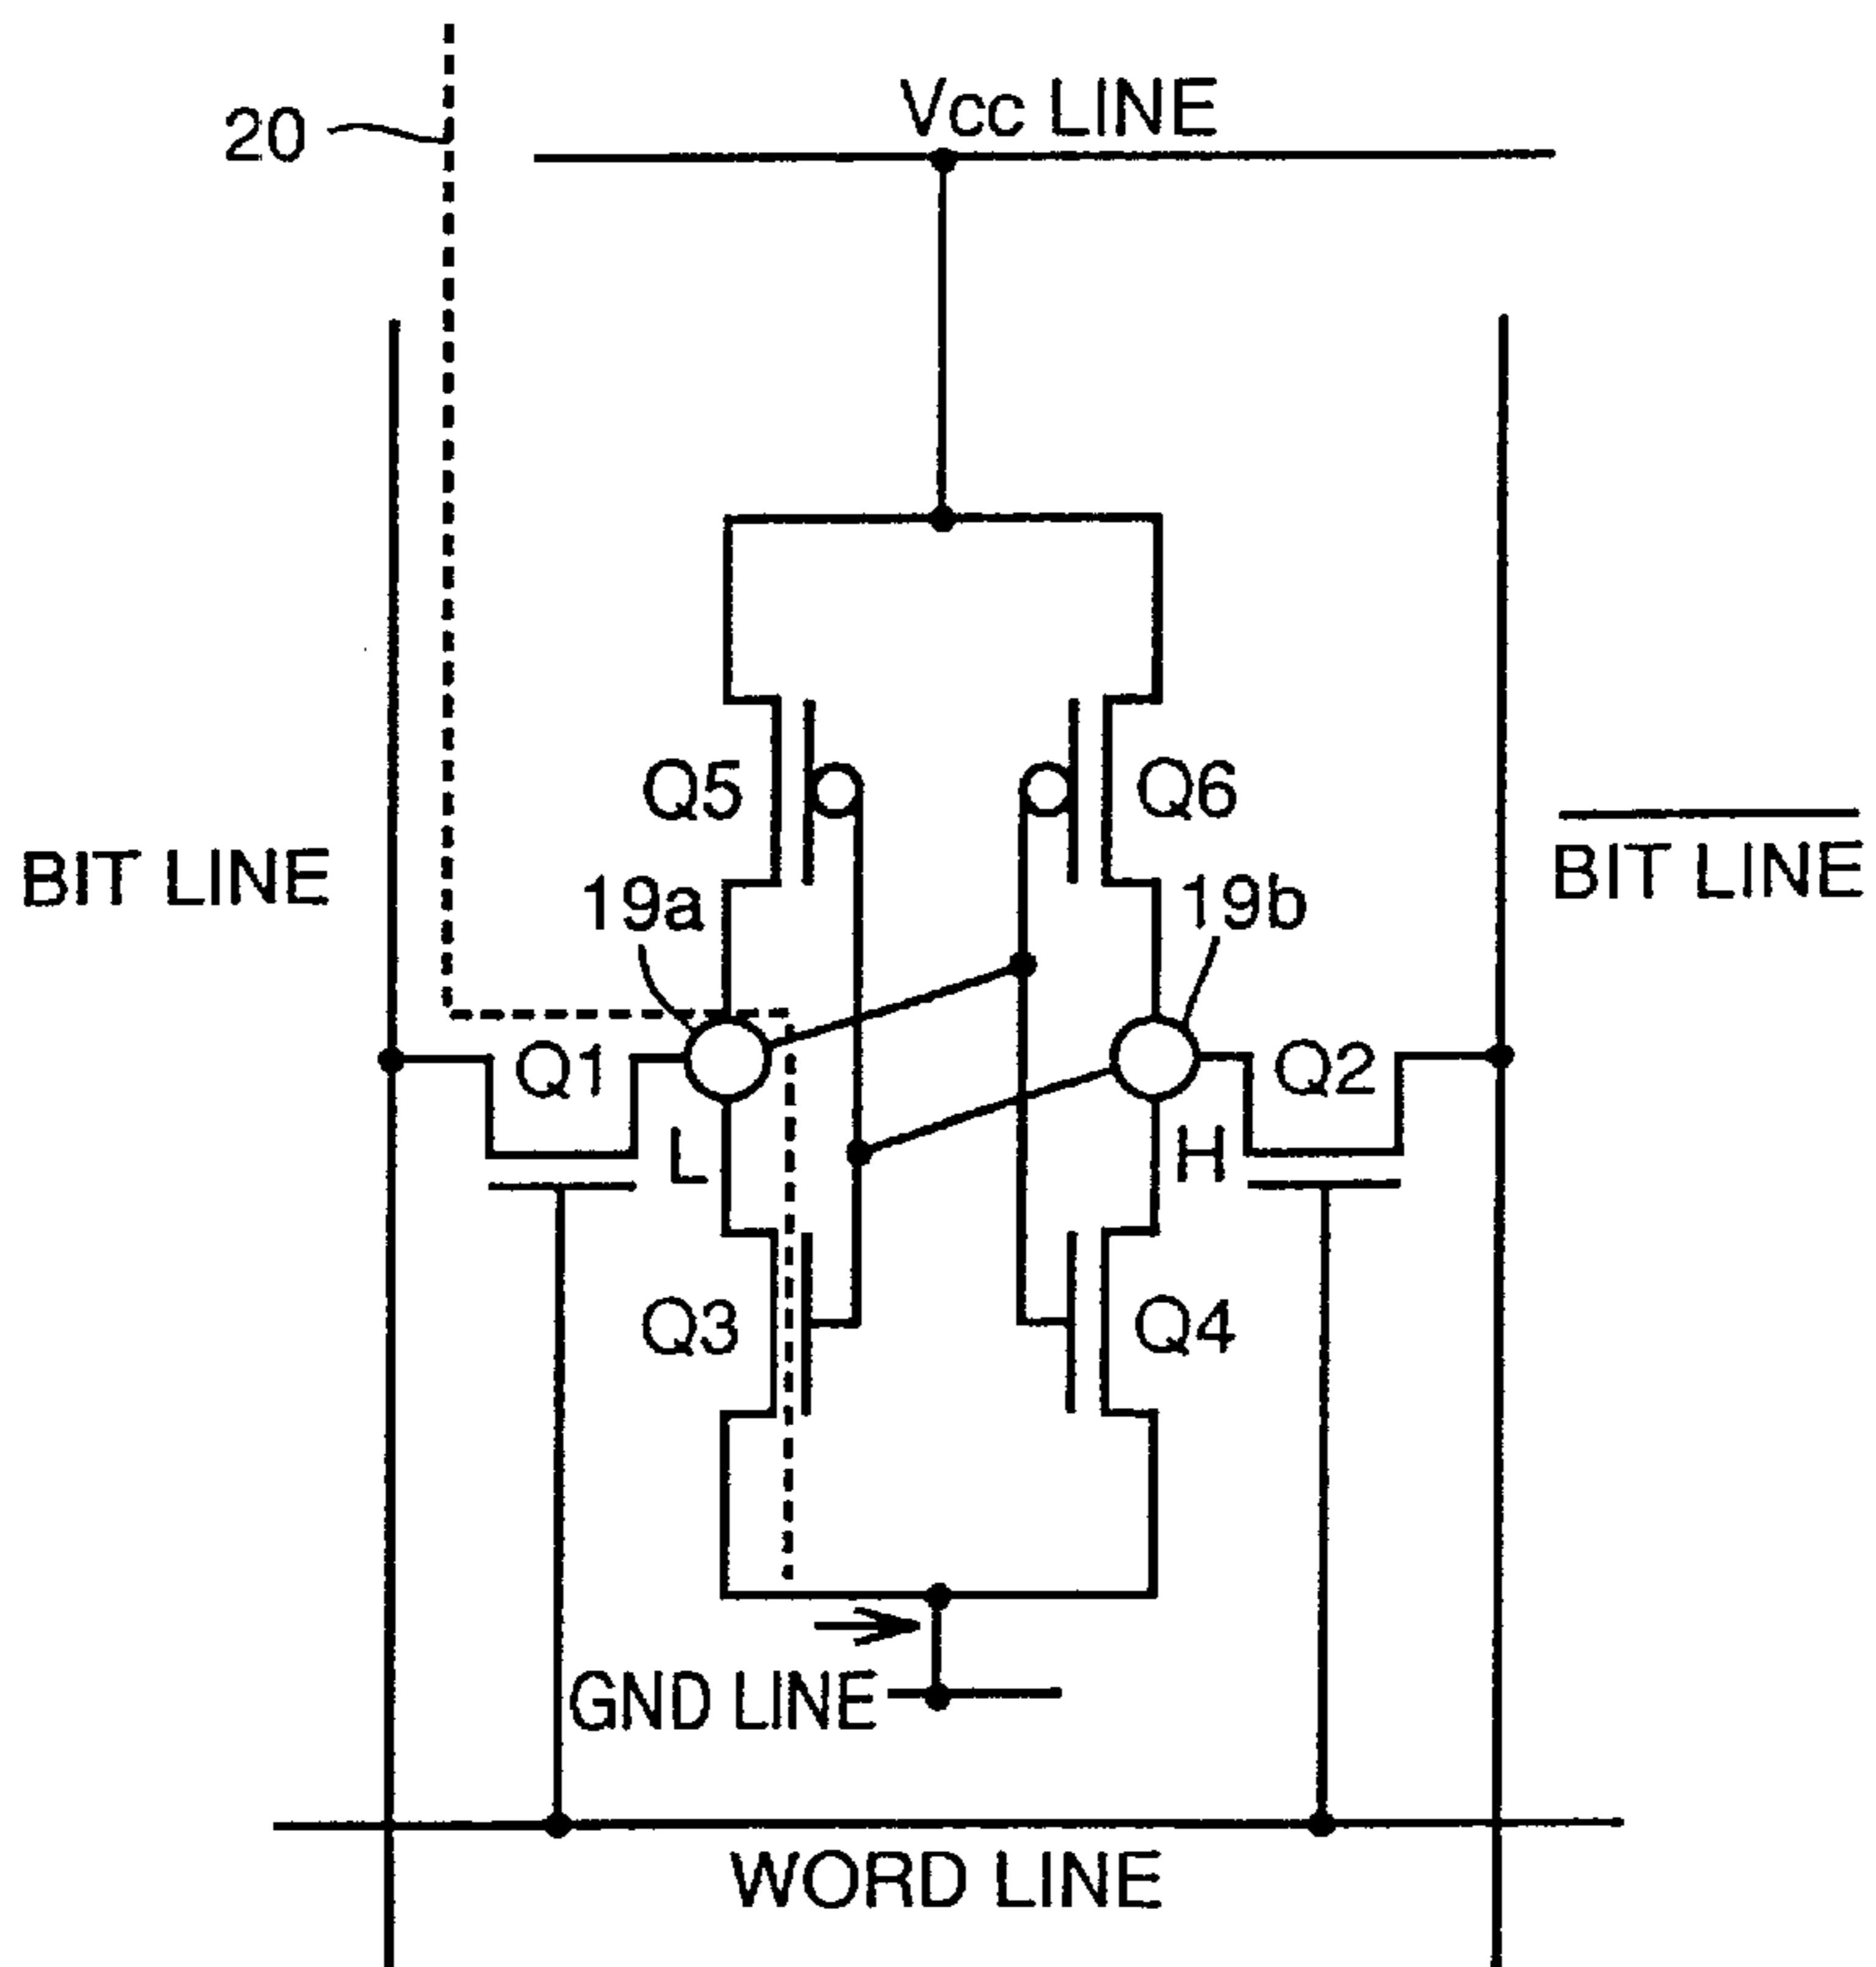 20
Vcc LINE
Q5
Q6
BIT LINE
BIT LINE
19a
19b
Q1
Q2
L
H
Q3
Q4
GND LINE
WORD LINE